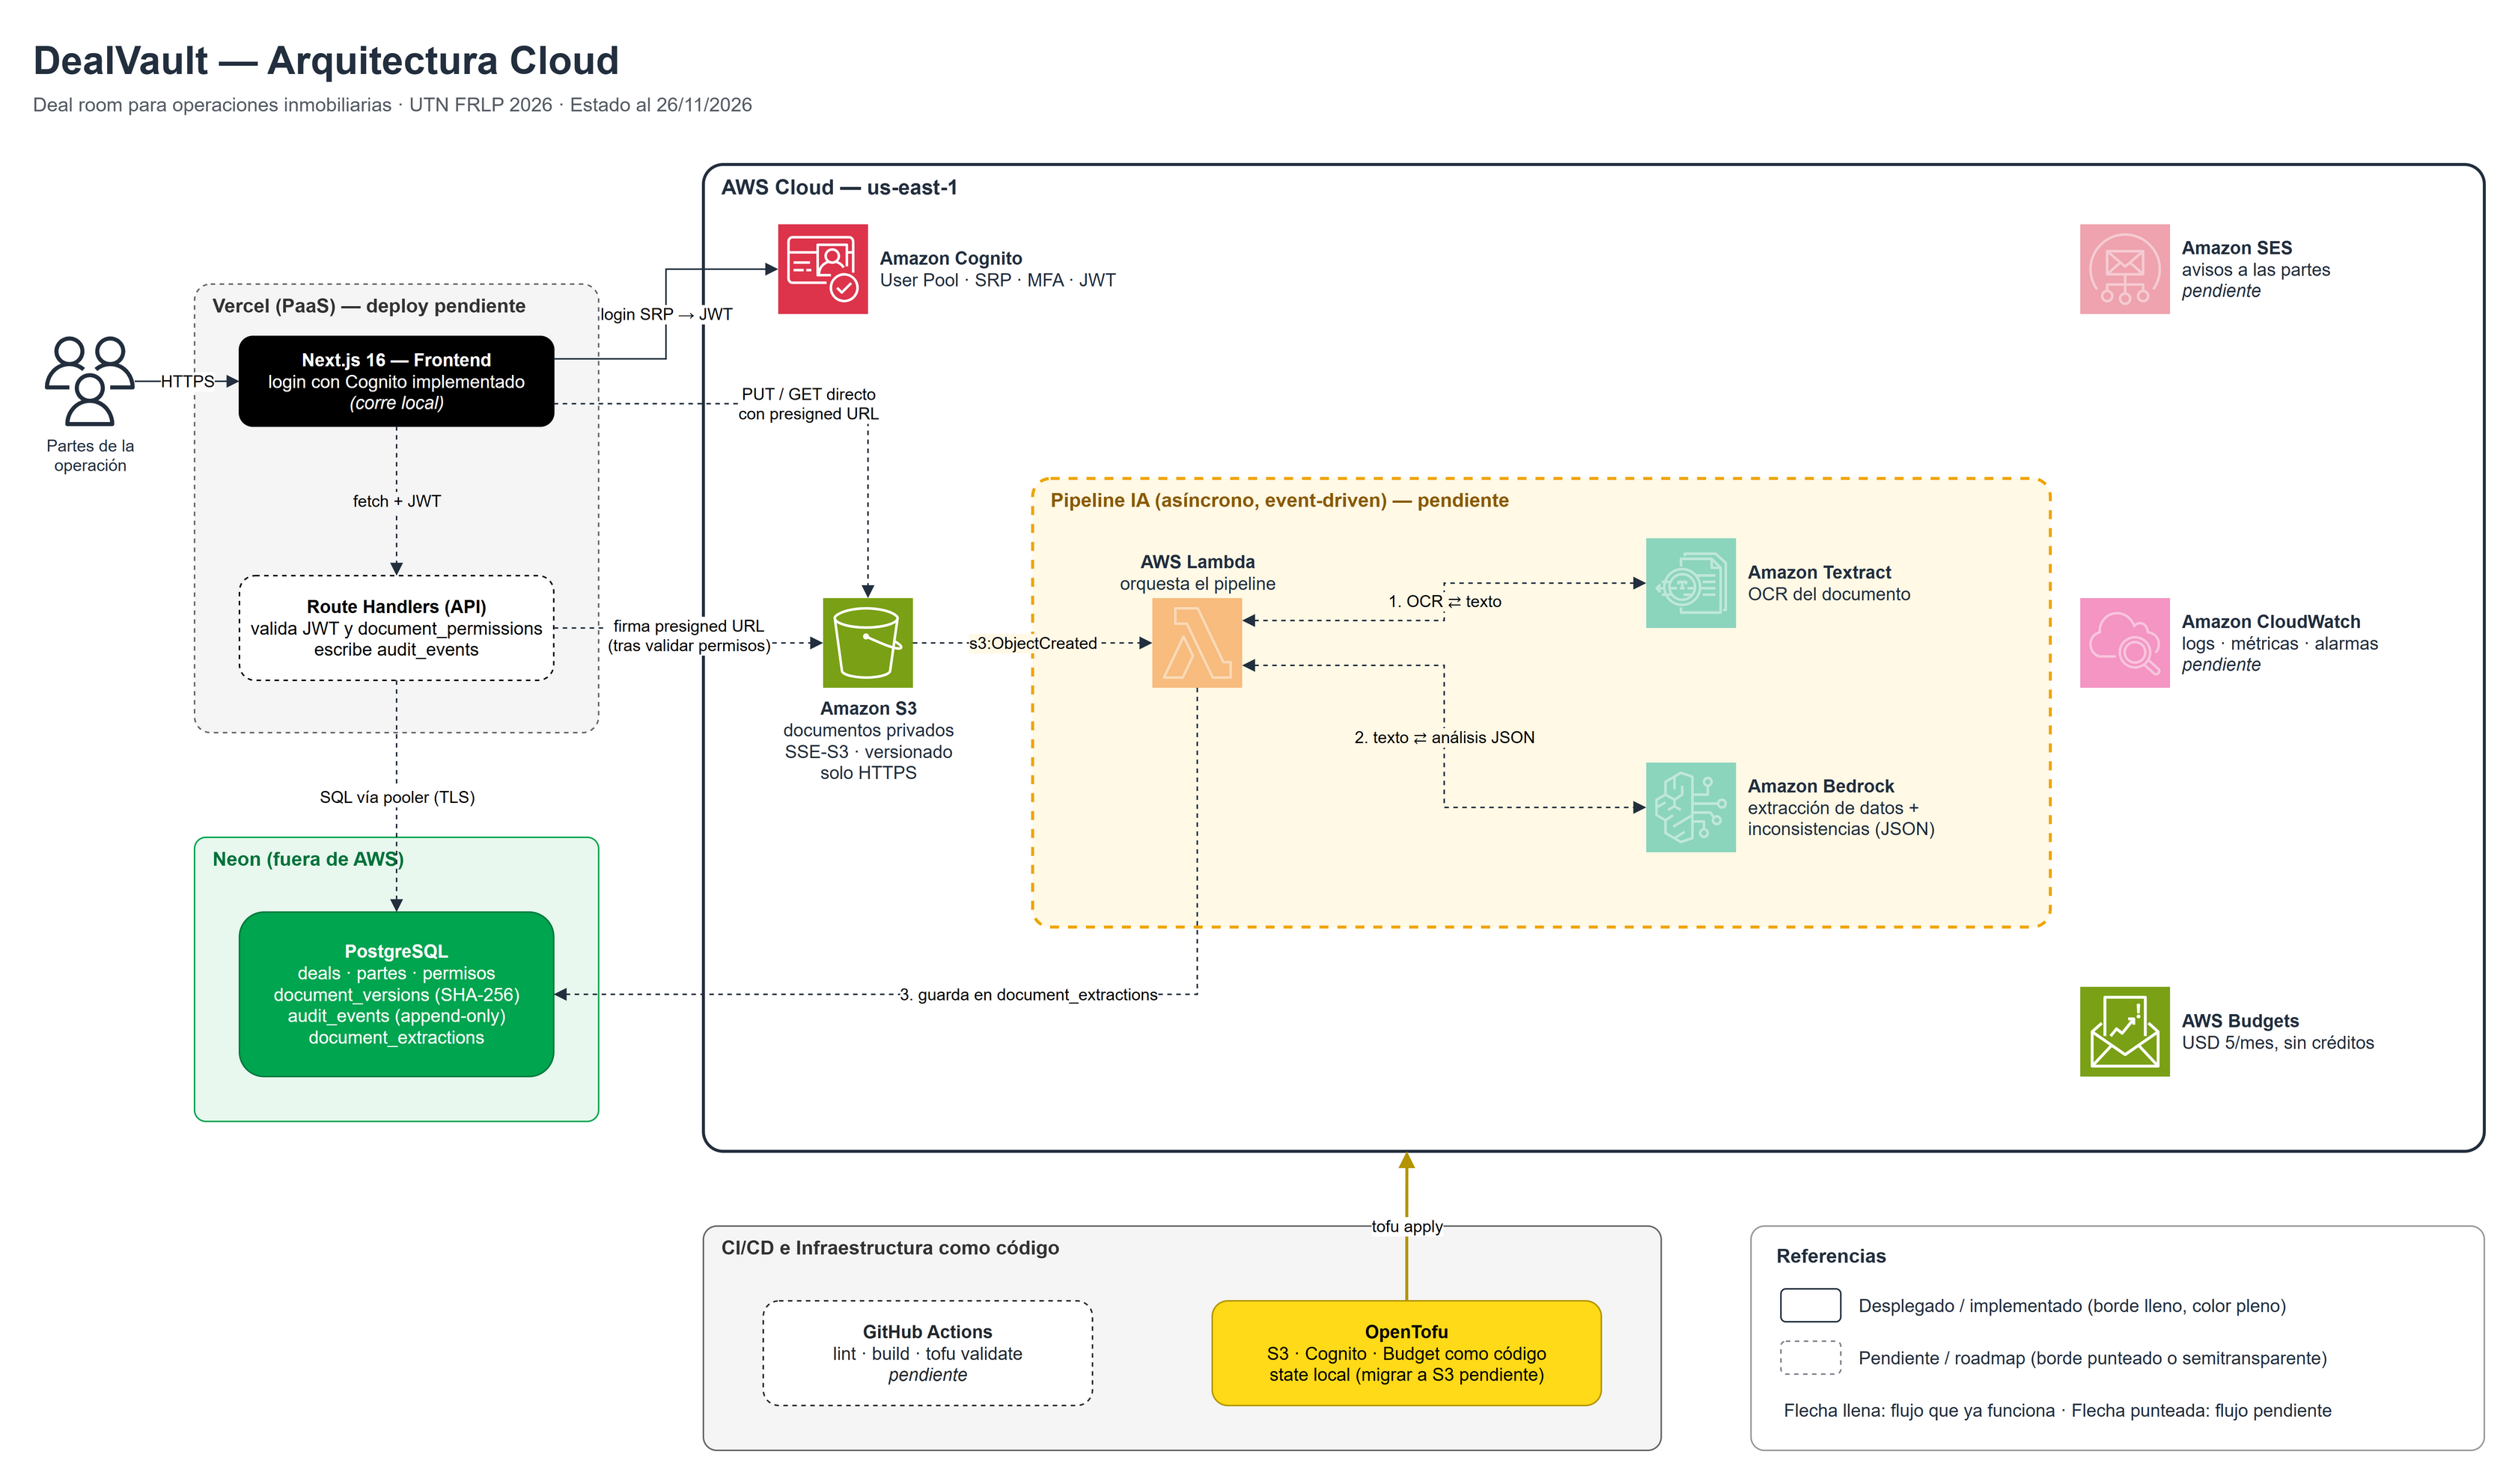 DealVault — Arquitectura Cloud
Deal room para operaciones inmobiliarias · UTN FRLP 2026 · Estado al 26/11/2026
AWS Cloud — us-east-1
Amazon Cognito
User Pool · SRP · MFA · JWT
Amazon SES
avisos a las partes
pendiente
Vercel (PaaS) — deploy pendiente
login SRP → JWT
Next.js 16 — Frontend
login con Cognito implementado
(corre local)
HTTPS
Partes de la
operación
PUT / GET directo
con presigned URL
fetch + JWT
Route Handlers (API)
valida JWT y document_permissions
escribe audit_events
firma presigned URL
(tras validar permisos)
Amazon S3
documentos privados
SSE-S3 · versionado
solo HTTPS
s3:ObjectCreated
Pipeline IA (asíncrono, event-driven) — pendiente
AWS Lambda
orquesta el pipeline
1. OCR ⇄ texto
Amazon Textract
OCR del documento
2. texto ⇄ análisis JSON
Amazon Bedrock
extracción de datos +
inconsistencias (JSON)
Amazon CloudWatch
logs · métricas · alarmas
pendiente
SQL vía pooler (TLS)
Neon (fuera de AWS)
PostgreSQL
deals · partes · permisos
document_versions (SHA-256)
audit_events (append-only)
document_extractions
3. guarda en document_extractions
AWS Budgets
USD 5/mes, sin créditos
tofu apply
CI/CD e Infraestructura como código
GitHub Actions
lint · build · tofu validate
pendiente
OpenTofu
S3 · Cognito · Budget como código
state local (migrar a S3 pendiente)
Referencias
Desplegado / implementado (borde lleno, color pleno)
Pendiente / roadmap (borde punteado o semitransparente)
Flecha llena: flujo que ya funciona · Flecha punteada: flujo pendiente